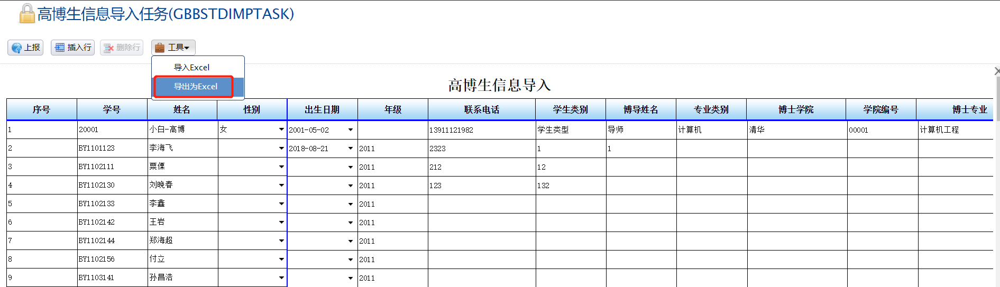 高博生信息导入任务(GBBSTDIMPTASK)
上报 插入行 删除行 工具
导入Excel
导出为Excel
高博生信息导入
序号 学号 姓名 性别 出生日期 年级 联系电话 学生类别 博导姓名 专业类别 博士学院 学院编号 博士专业
1 20001 小白-高博 女 2001-05-02 13911121982 学生类型 导师 计算机 清华 00001 计算机工程
2 BY1101123 李海飞 2018-08-21 2011 2323 1 1
3 BY1102111 粟傈 2011 212 12
4 BY1102130 刘晚春 2011 123 132
5 BY1102133 李鑫 2011
6 BY1102142 王岩 2011
7 BY1102144 郑海超 2011
8 BY1102156 付立 2011
9 BY1103141 孙昌浩 2011